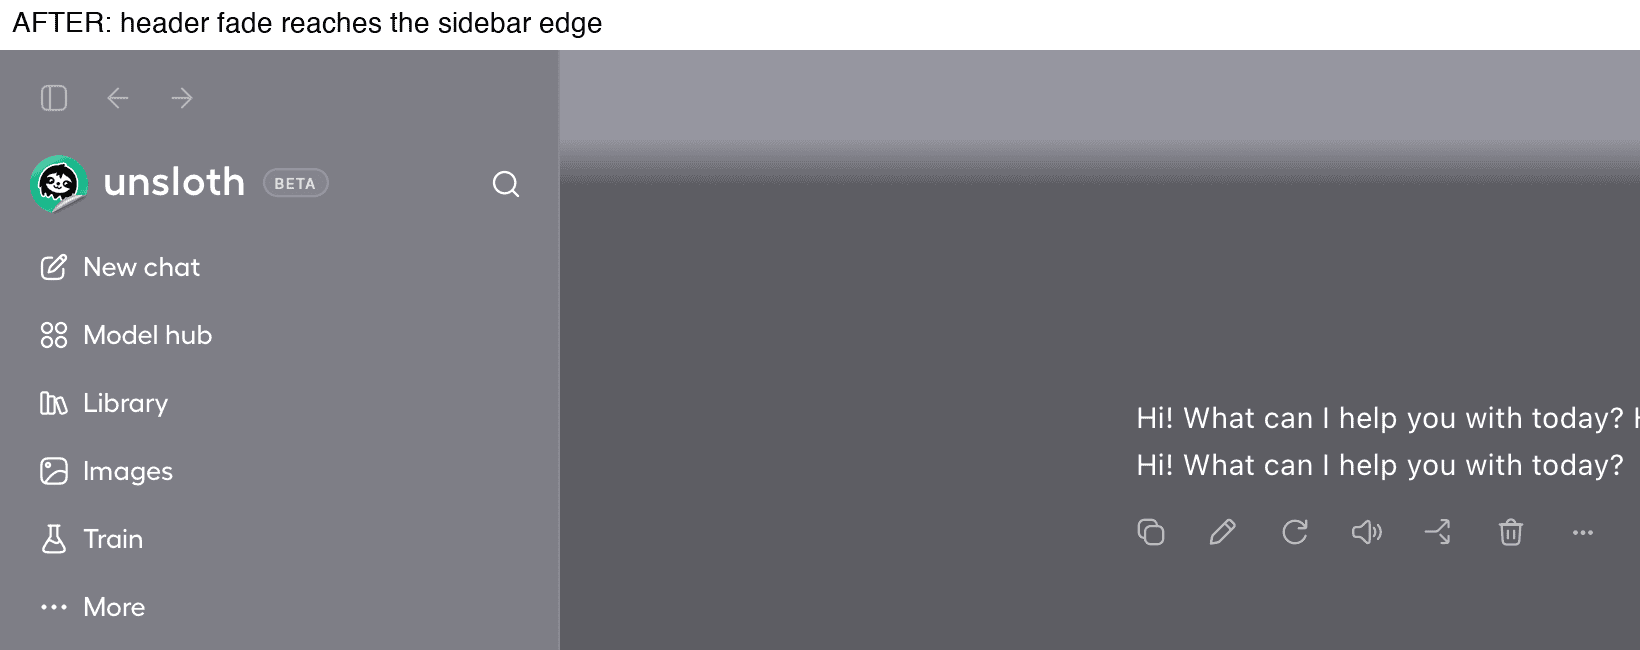 AFTER: header fade reaches the sidebar edge
unsloth BETA
New chat
Model hub
Library
Images
Train
More
Hi! What can I help you with today?
Hi! What can I help you with today?